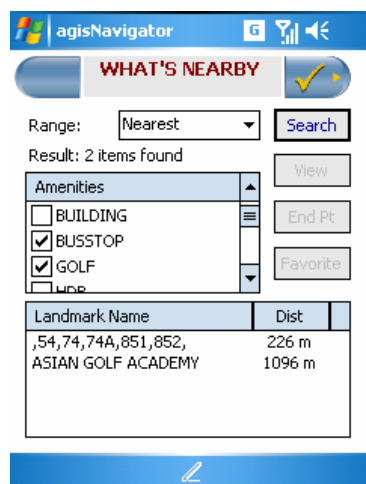 agisNavigator G
WHAT'S NEARBY
Range: Nearest Search
Result: 2 items found
View
Amenities
BUILDING
End Pt
BUSSTOP
GOLF
Favorite
HDB
Landmark Name Dist
,54,74,74A,851,852, 226 m
ASIAN GOLF ACADEMY 1096 m